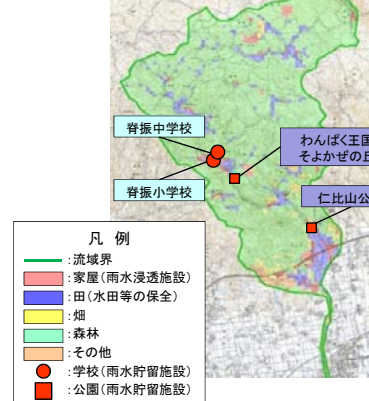 脊振中学校
わんぱく王国
そよかぜの丘
脊振小学校
仁比山公
凡 例
:流域界
:家屋(雨水浸透施設)
:田(水田等の保全)
:畑
:森林
:その他
:学校(雨水貯留施設)
:公園(雨水貯留施設)